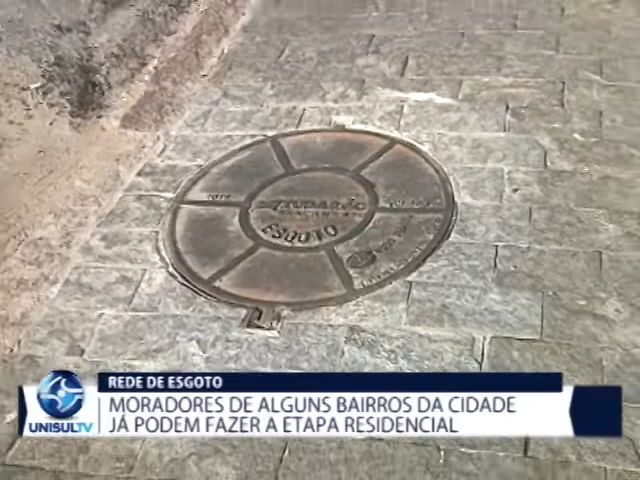 ESGOTO
REDE DE ESGOTO
MORADORES DE ALGUNS BAIRROS DA CIDADE
JÁ PODEM FAZER A ETAPA RESIDENCIAL
UNISULTV